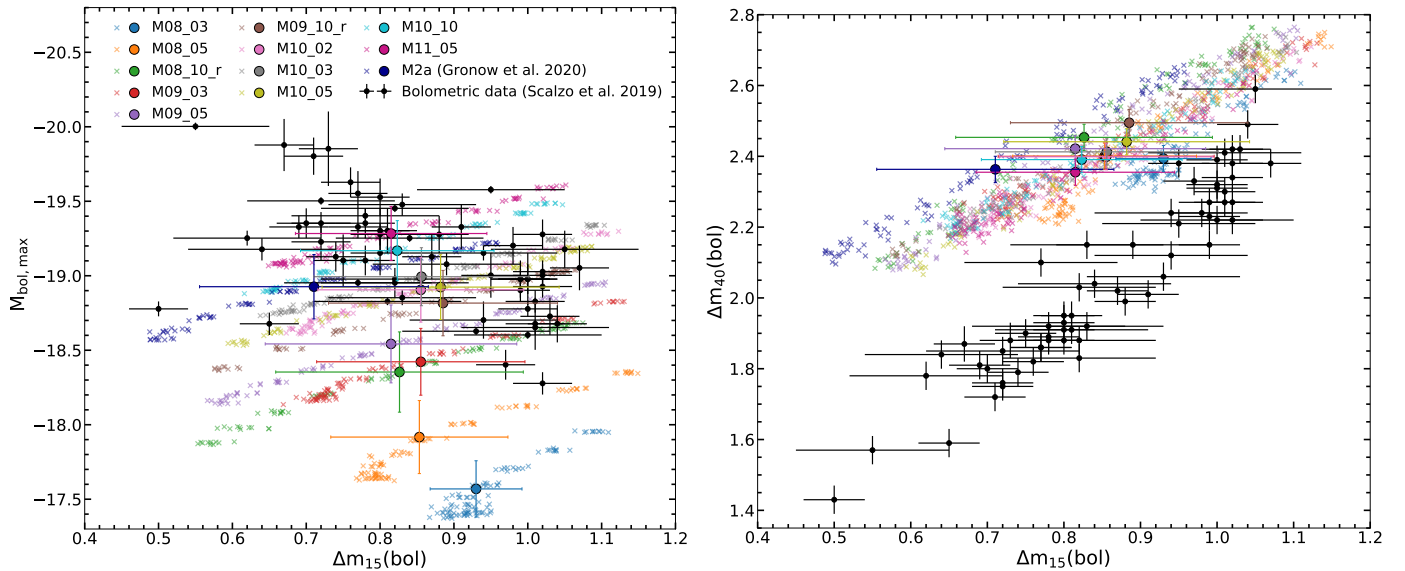 M08_03
M08_05
M08_10_r
M09_03
M09_05
M09_10_r
M10_02
M10_03
M10_05
M10_10
M11_05
M2a (Gronow et al. 2020)
Bolometric data (Scalzo et al. 2019)
−20.5
−20.0
−19.5
−19.0
−18.5
−18.0
−17.5
M_bol, max
0.4 0.5 0.6 0.7 0.8 0.9 1.0 1.1 1.2
Δm₁₅(bol)
2.8
2.6
2.4
2.2
2.0
1.8
1.6
1.4
Δm₄₀(bol)
0.4 0.5 0.6 0.7 0.8 0.9 1.0 1.1 1.2
Δm₁₅(bol)